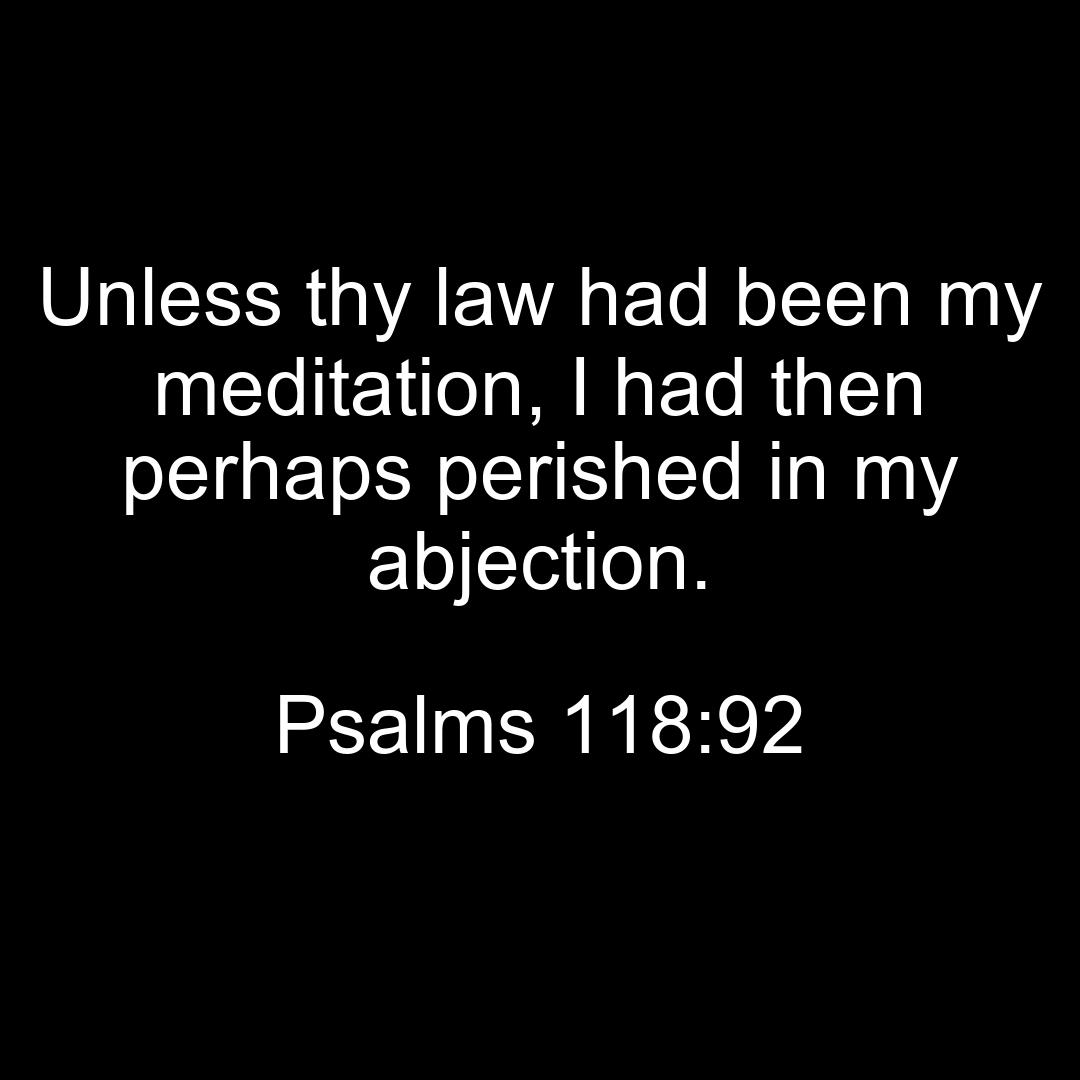 Unless thy law had been my
meditation, I had then
perhaps perished in my
abjection.
Psalms 118:92